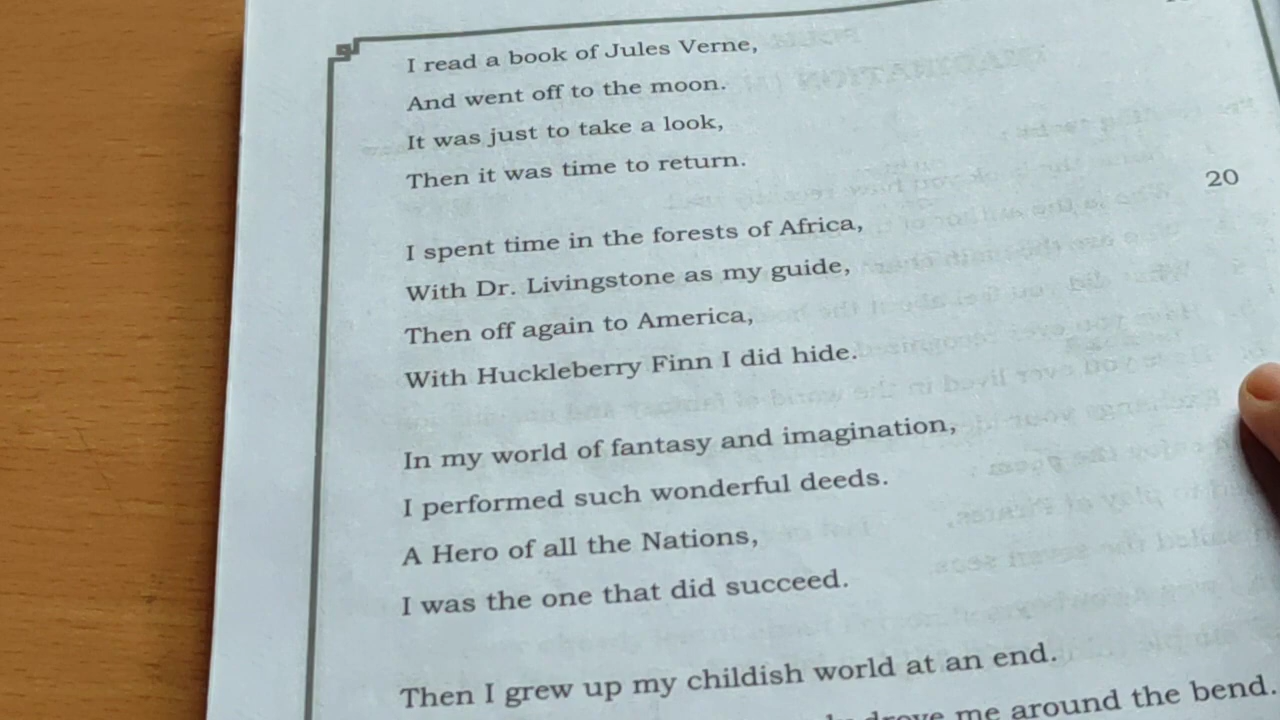 I read a book of Jules Verne,
And went off to the moon.
It was just to take a look,
Then it was time to return.
20
I spent time in the forests of Africa,
With Dr. Livingstone as my guide,
Then off again to America,
With Huckleberry Finn I did hide.
In my world of fantasy and imagination,
I performed such wonderful deeds.
A Hero of all the Nations,
I was the one that did succeed.
Then I grew up my childish world at an end.
drove me around the bend.